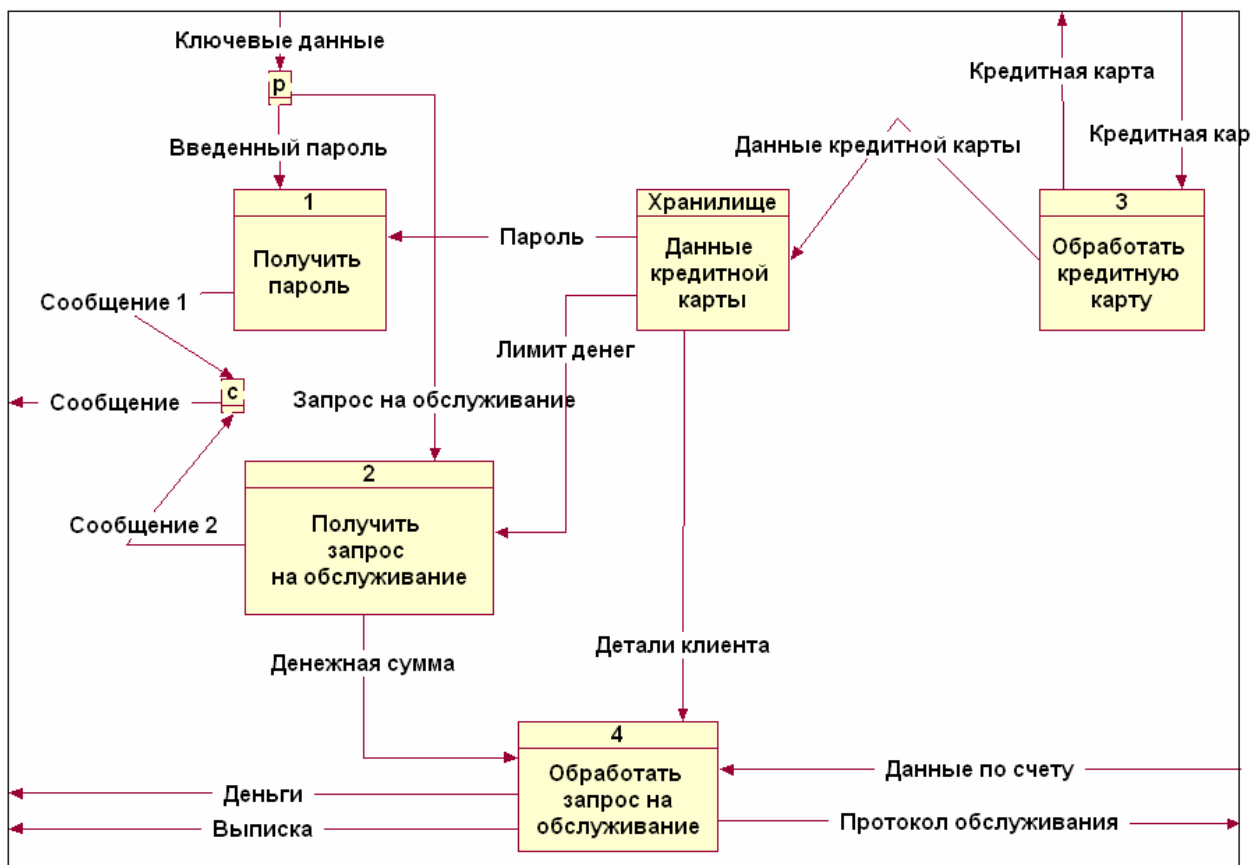 Ключевые данные
p
Введенный пароль
1
Получить
пароль
Пароль
Хранилище
Данные
кредитной
карты
Данные кредитной карты
Кредитная карта
Кредитная кар
3
Обработать
кредитную
карту
Сообщение 1
c
Сообщение
Лимит денег
Запрос на обслуживание
2
Получить
запрос
на обслуживание
Сообщение 2
Денежная сумма
Детали клиента
4
Обработать
запрос на
обслуживание
Данные по счету
Деньги
Выписка
Протокол обслуживания